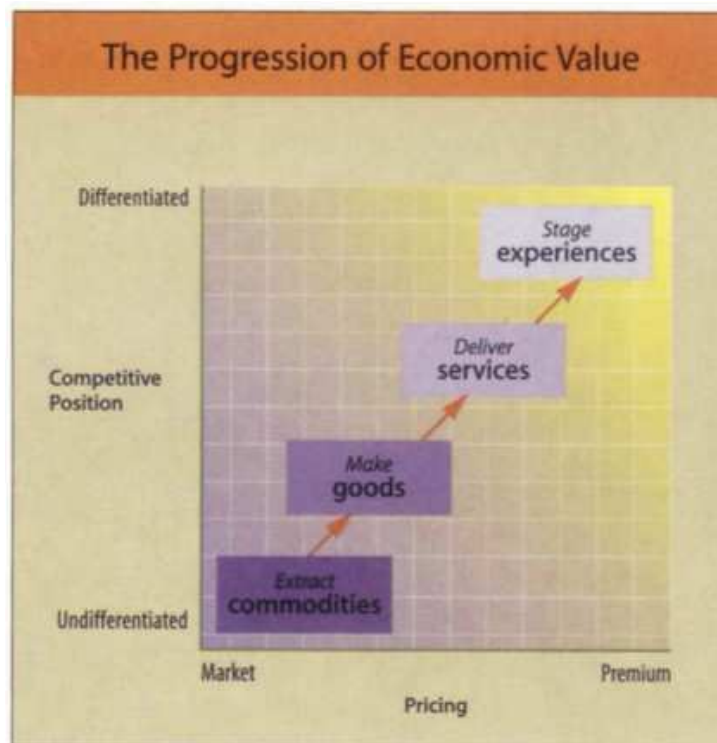 The Progression of Economic Value
Differentiated
Stage
experiences
Deliver
services
Competitive
Position
Make
goods
Extract
commodities
Undifferentiated
Market
Premium
Pricing